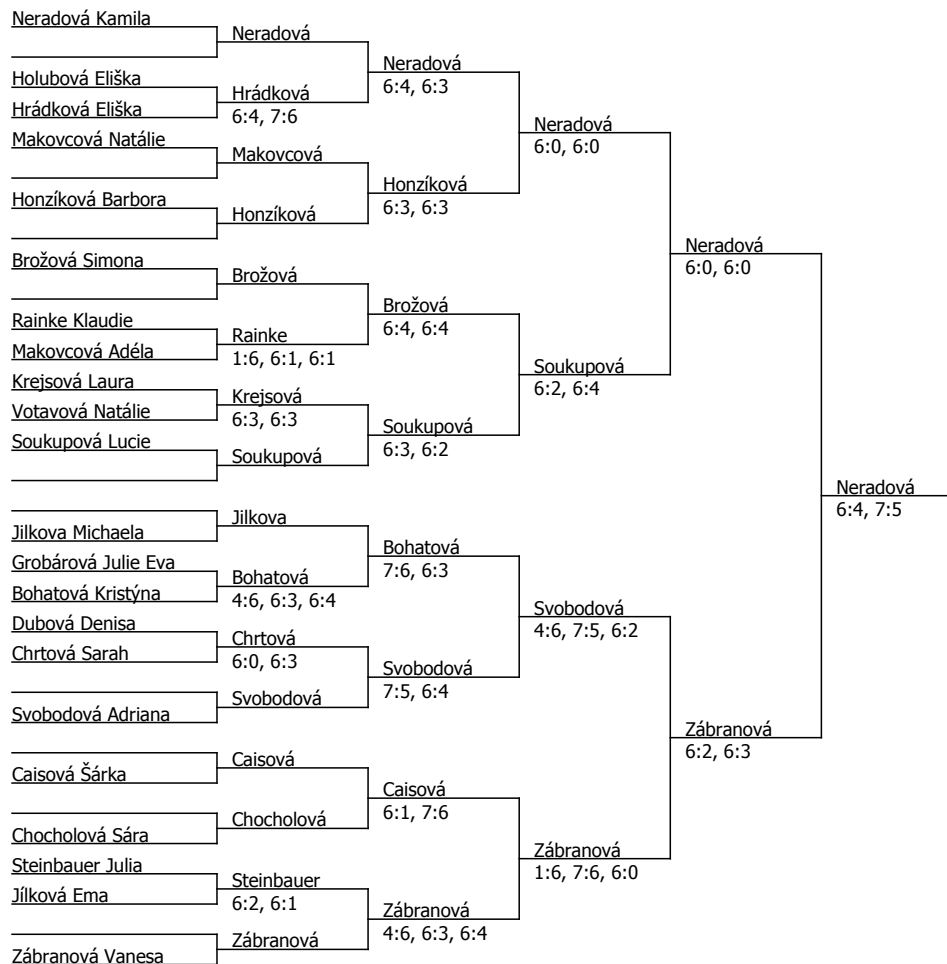 Neradová Kamila
Holubová Eliška
Hrádková Eliška
Makovcová Natálie
Honzíková Barbora
Brožová Simona
Rainke Klaudie
Makovcová Adéla
Krejsová Laura
Votavová Natálie
Soukupová Lucie
Jilkova Michaela
Grobárová Julie Eva
Bohatová Kristýna
Dubová Denisa
Chrtová Sarah
Svobodová Adriana
Caisová Šárka
Chocholová Sára
Steinbauer Julia
Jílková Ema
Zábranová Vanesa
Neradová
Hrádková
6:4, 7:6
Makovcová
Honzíková
Brožová
Rainke
1:6, 6:1, 6:1
Krejsová
6:3, 6:3
Soukupová
Jilkova
Bohatová
4:6, 6:3, 6:4
Chrtová
6:0, 6:3
Svobodová
Caisová
Chocholová
Steinbauer
6:2, 6:1
Zábranová
Neradová
6:4, 6:3
Honzíková
6:3, 6:3
Brožová
6:4, 6:4
Soukupová
6:3, 6:2
Bohatová
7:6, 6:3
Svobodová
7:5, 6:4
Caisová
6:1, 7:6
Zábranová
4:6, 6:3, 6:4
Neradová
6:0, 6:0
Soukupová
6:2, 6:4
Svobodová
4:6, 7:5, 6:2
Zábranová
1:6, 7:6, 6:0
Neradová
6:0, 6:0
Zábranová
6:2, 6:3
Neradová
6:4, 7:5